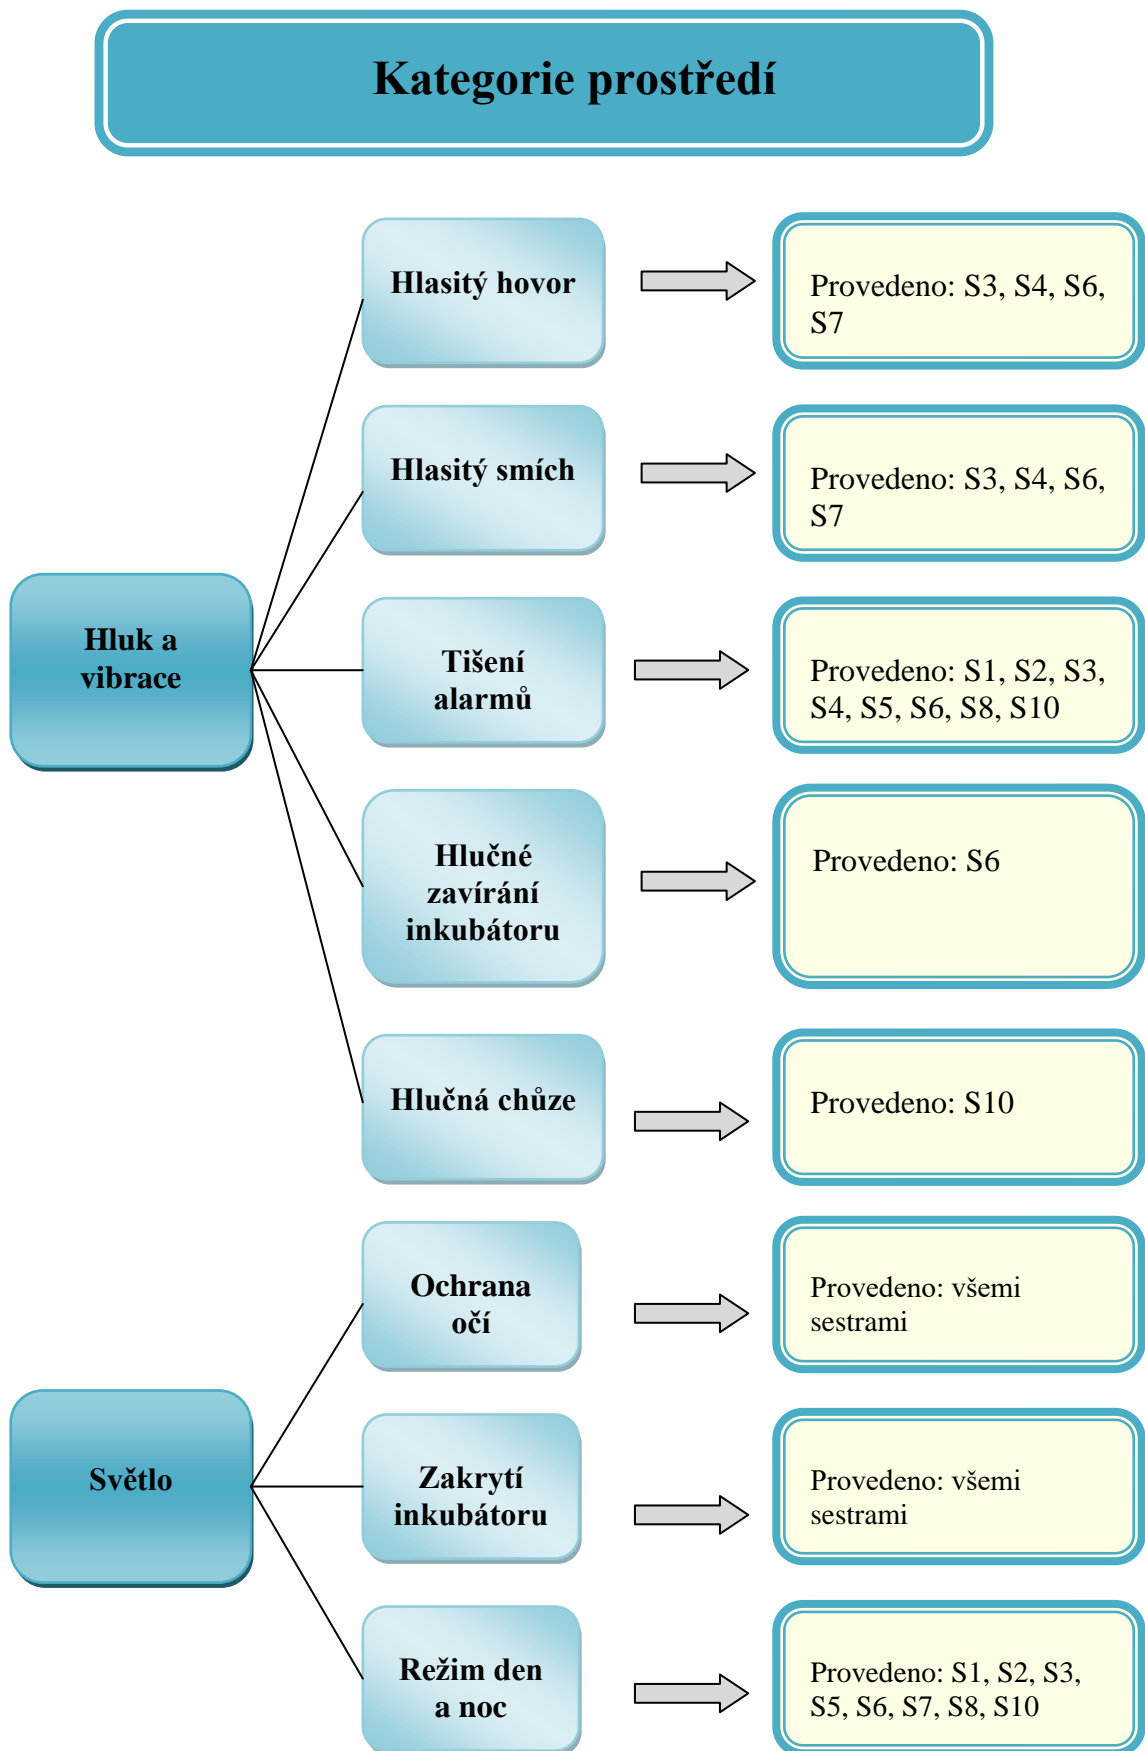 Kategorie prostředí
Hlasitý hovor
Provedeno: S3, S4, S6,
S7
Hlasitý smích
Provedeno: S3, S4, S6,
S7
Hluk a
vibrace
Tišení
alarmů
Provedeno: S1, S2, S3,
S4, S5, S6, S8, S10
Hlučné
zavírání
inkubátoru
Provedeno: S6
Hlučná chůze
Provedeno: S10
Světlo
Ochrana
očí
Provedeno: všemi
sestrami
Zakrytí
inkubátoru
Provedeno: všemi
sestrami
Režim den
a noc
Provedeno: S1, S2, S3,
S5, S6, S7, S8, S10